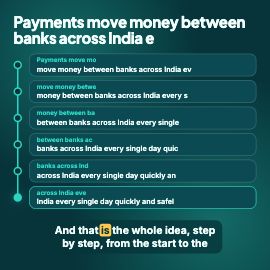 Payments move money between
banks across India e
Payments move mo
move money between banks across India ev
move money betwe
money between banks across India every s
money between ba
between banks across India every single
between banks ac
banks across India every single day quic
banks across Ind
across India every single day quickly an
across India eve
India every single day quickly and safel
And that is the whole idea, step
by step, from the start to the